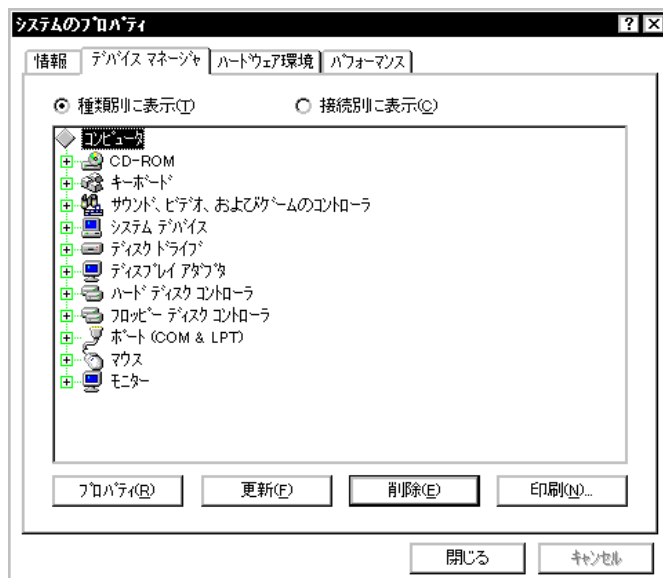 システムのプロパティ
情報 デバイス マネージャ ハードウェア環境 パフォーマンス
種類別に表示(T) 接続別に表示(C)
コンピュータ
CD-ROM
キーボード
サウンド、ビデオ、およびゲームのコントローラ
システム デバイス
ディスク ドライブ
ディスプレイ アダプタ
ハード ディスク コントローラ
フロッピー ディスク コントローラ
ポート (COM & LPT)
マウス
モニター
プロパティ(R) 更新(F) 削除(E) 印刷(N)...
閉じる キャンセル